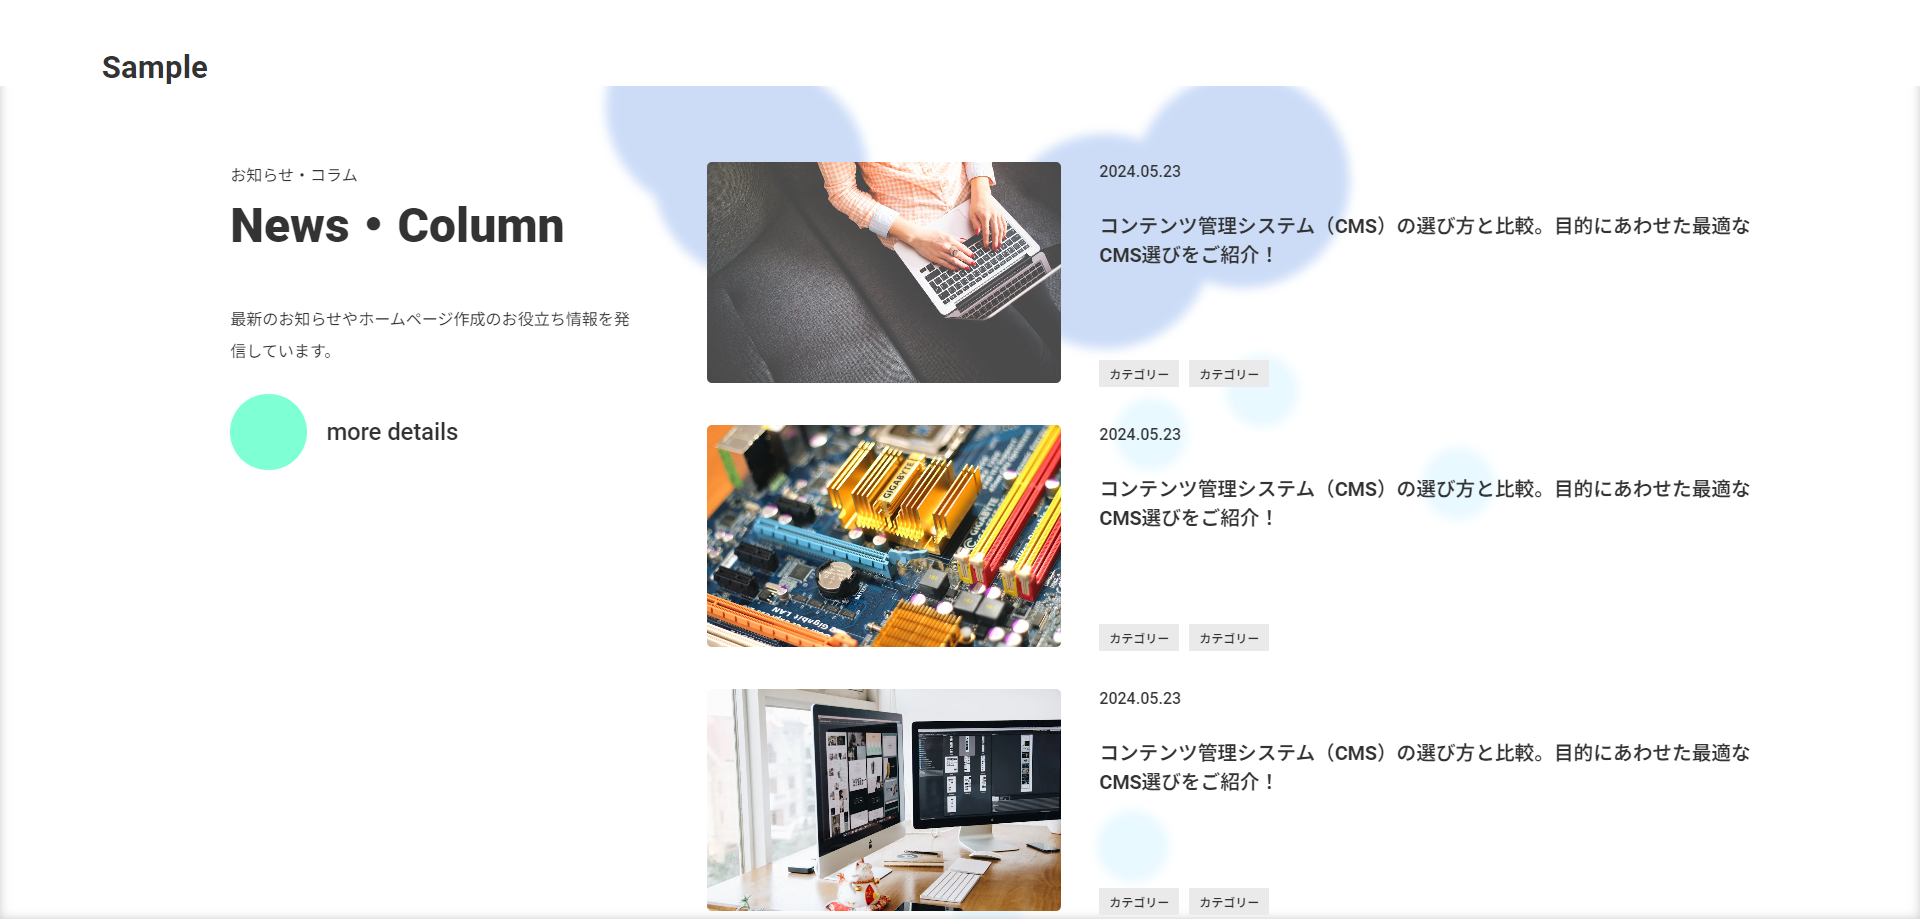 Sample
お知らせ・コラム
News・Column
最新のお知らせやホームページ作成のお役立ち情報を発
信しています。
more details
2024.05.23
コンテンツ管理システム（CMS）の選び方と比較。目的にあわせた最適な
CMS選びをご紹介！
カテゴリー カテゴリー
GIGABYTE
GIGABYTE
Gigabit LAN
2024.05.23
コンテンツ管理システム（CMS）の選び方と比較。目的にあわせた最適な
CMS選びをご紹介！
カテゴリー カテゴリー
2024.05.23
コンテンツ管理システム（CMS）の選び方と比較。目的にあわせた最適な
CMS選びをご紹介！
カテゴリー カテゴリー